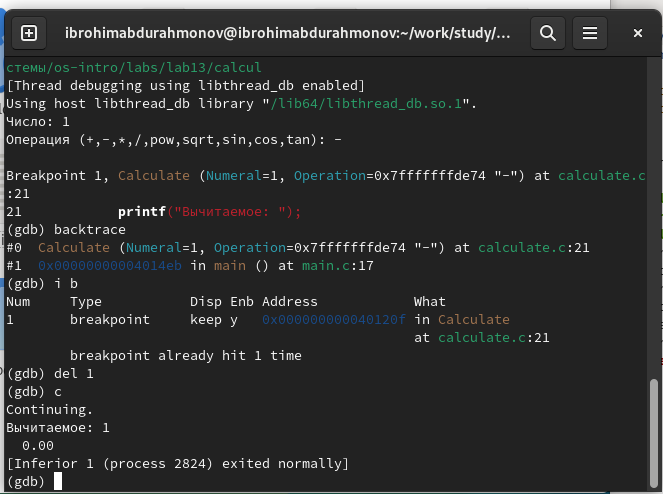 ibrohimabdurahmonov@ibrohimabdurahmonov:~/work/study/...
стемы/os-intro/labs/lab13/calcul
[Thread debugging using libthread_db enabled]
Using host libthread_db library "/lib64/libthread_db.so.1".
Число: 1
Операция (+,-,*,/,pow,sqrt,sin,cos,tan): -
Breakpoint 1, Calculate (Numeral=1, Operation=0x7fffffffde74 "-") at calculate.c
:21
21 printf("Вычитаемое: ");
(gdb) backtrace
#0 Calculate (Numeral=1, Operation=0x7fffffffde74 "-") at calculate.c:21
#1 0x00000000004014eb in main () at main.c:17
(gdb) i b
Num Type Disp Enb Address What
1 breakpoint keep y 0x000000000040120f in Calculate
at calculate.c:21
breakpoint already hit 1 time
(gdb) del 1
(gdb) c
Continuing.
Вычитаемое: 1
0.00
[Inferior 1 (process 2824) exited normally]
(gdb)